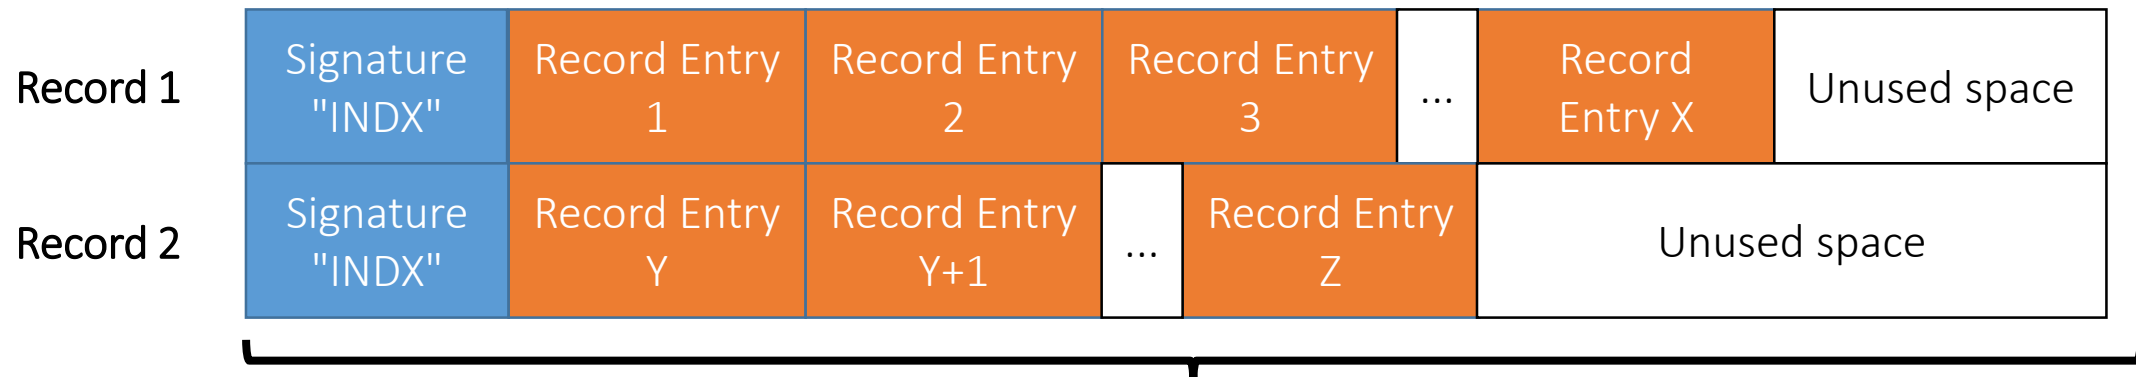 Record 1
Signature
"INDX"
Record Entry
1
Record Entry
2
Record Entry
3
...
Record
Entry X
Unused space
Record 2
Signature
"INDX"
Record Entry
Y
Record Entry
Y+1
...
Record Entry
Z
Unused space